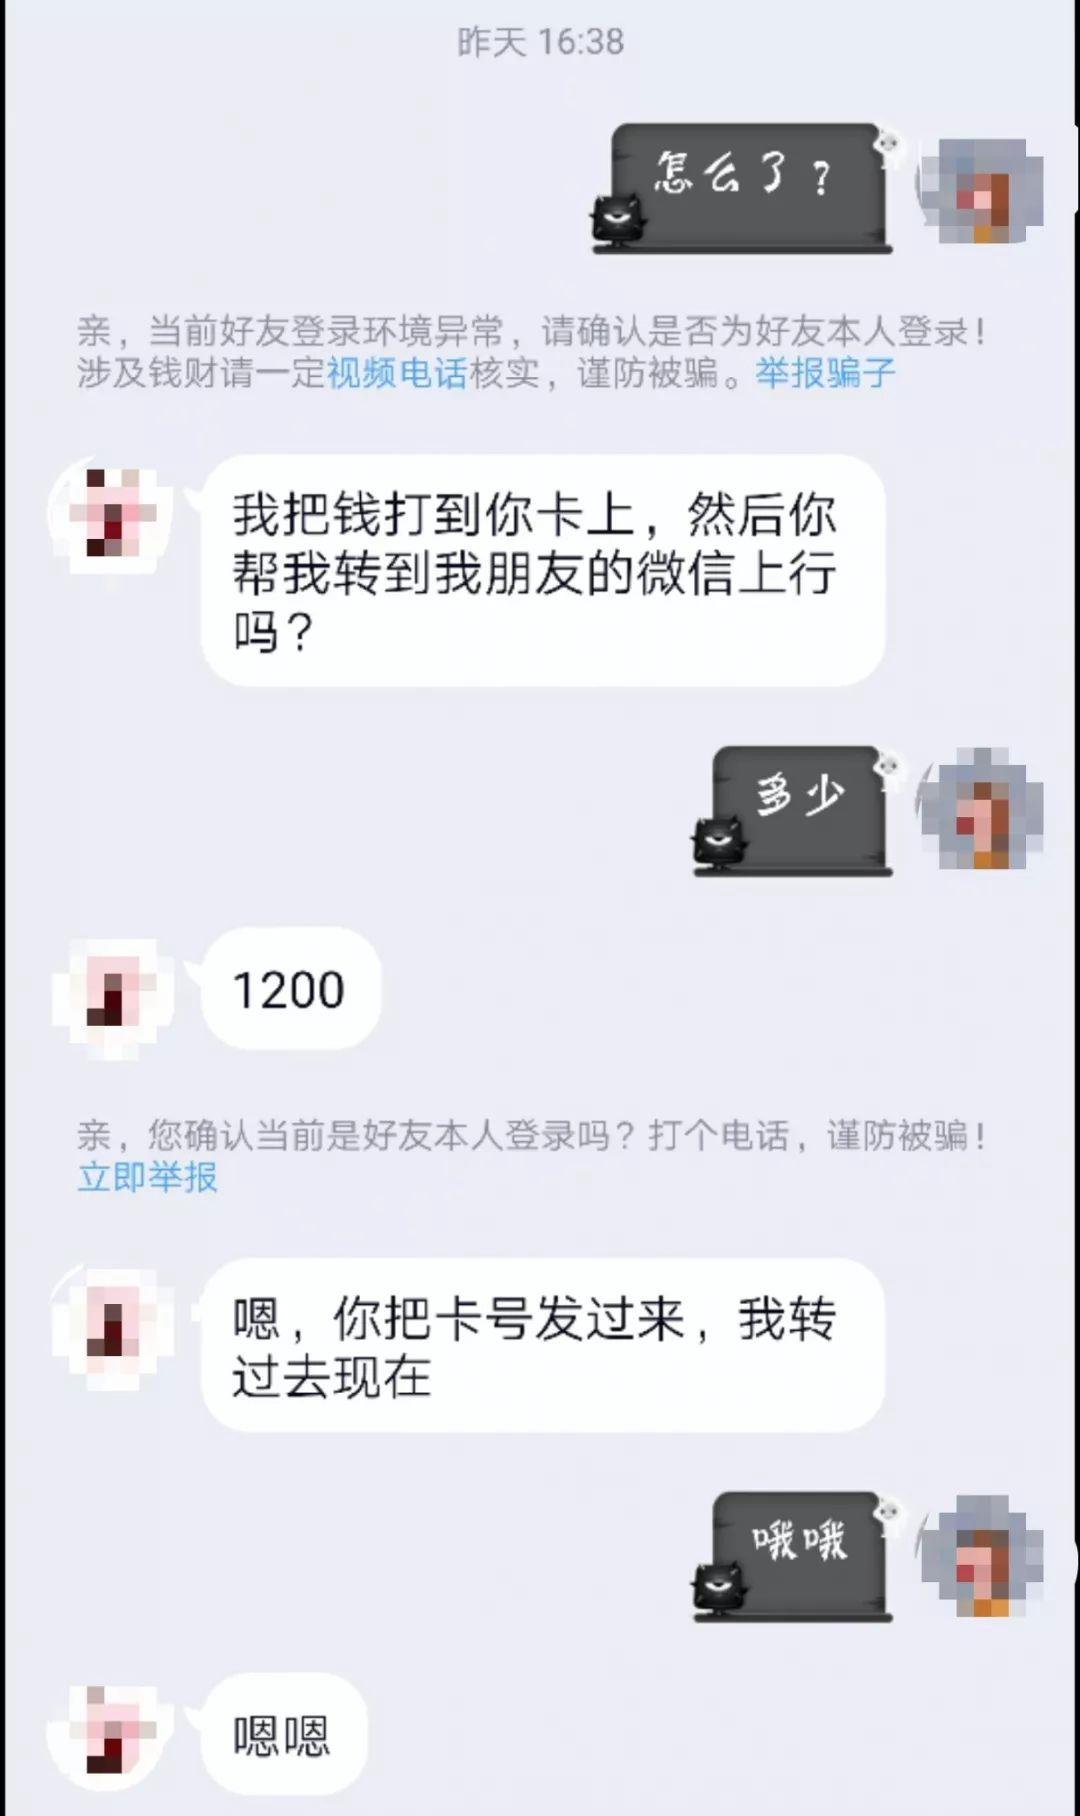 昨天 16:38
怎么了？
亲，当前好友登录环境异常，请确认是否为好友本人登录！
涉及钱财请一定视频电话核实，谨防被骗。举报骗子
我把钱打到你卡上，然后你
帮我转到我朋友的微信上行
吗？
多少
1200
亲，您确认当前是好友本人登录吗？打个电话，谨防被骗！
立即举报
嗯，你把卡号发过来，我转
过去现在
哦哦
嗯嗯